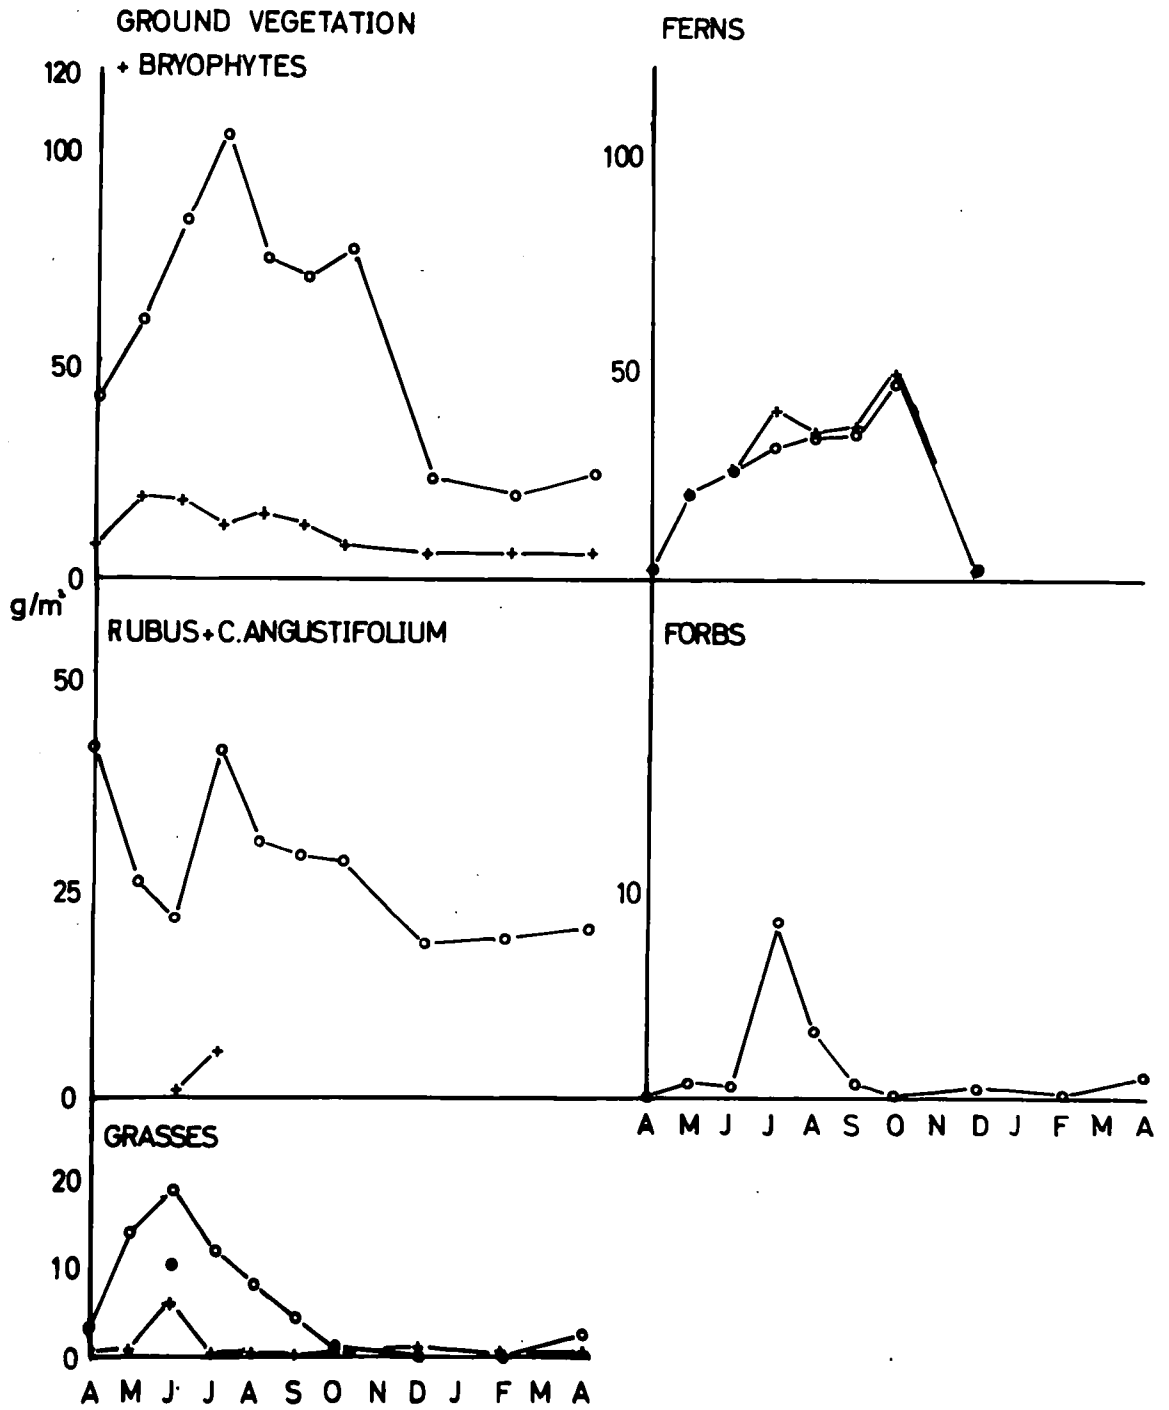 GROUND VEGETATION
+ BRYOPHYTES
120
100
50
0
g/m²
FERNS
100
50
RUBUS+C.ANGUSTIFOLIUM
50
25
0
FORBS
10
A M J J A S O N D J F M A
GRASSES
20
10
0
A M J J A S O N D J F M A